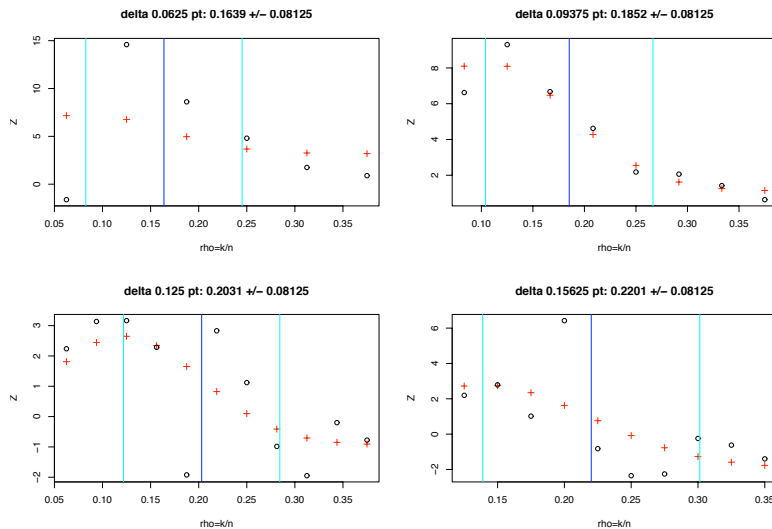 delta 0.0625 pt: 0.1639 +/− 0.08125
Z
15
10
5
0
0.05 0.10 0.15 0.20 0.25 0.30 0.35
rho=k/n
delta 0.09375 pt: 0.1852 +/− 0.08125
Z
8
6
4
2
0.10 0.15 0.20 0.25 0.30 0.35
rho=k/n
delta 0.125 pt: 0.2031 +/− 0.08125
Z
3
2
1
0
−1
−2
0.05 0.10 0.15 0.20 0.25 0.30 0.35
rho=k/n
delta 0.15625 pt: 0.2201 +/− 0.08125
Z
6
4
2
0
−2
0.15 0.20 0.25 0.30 0.35
rho=k/n